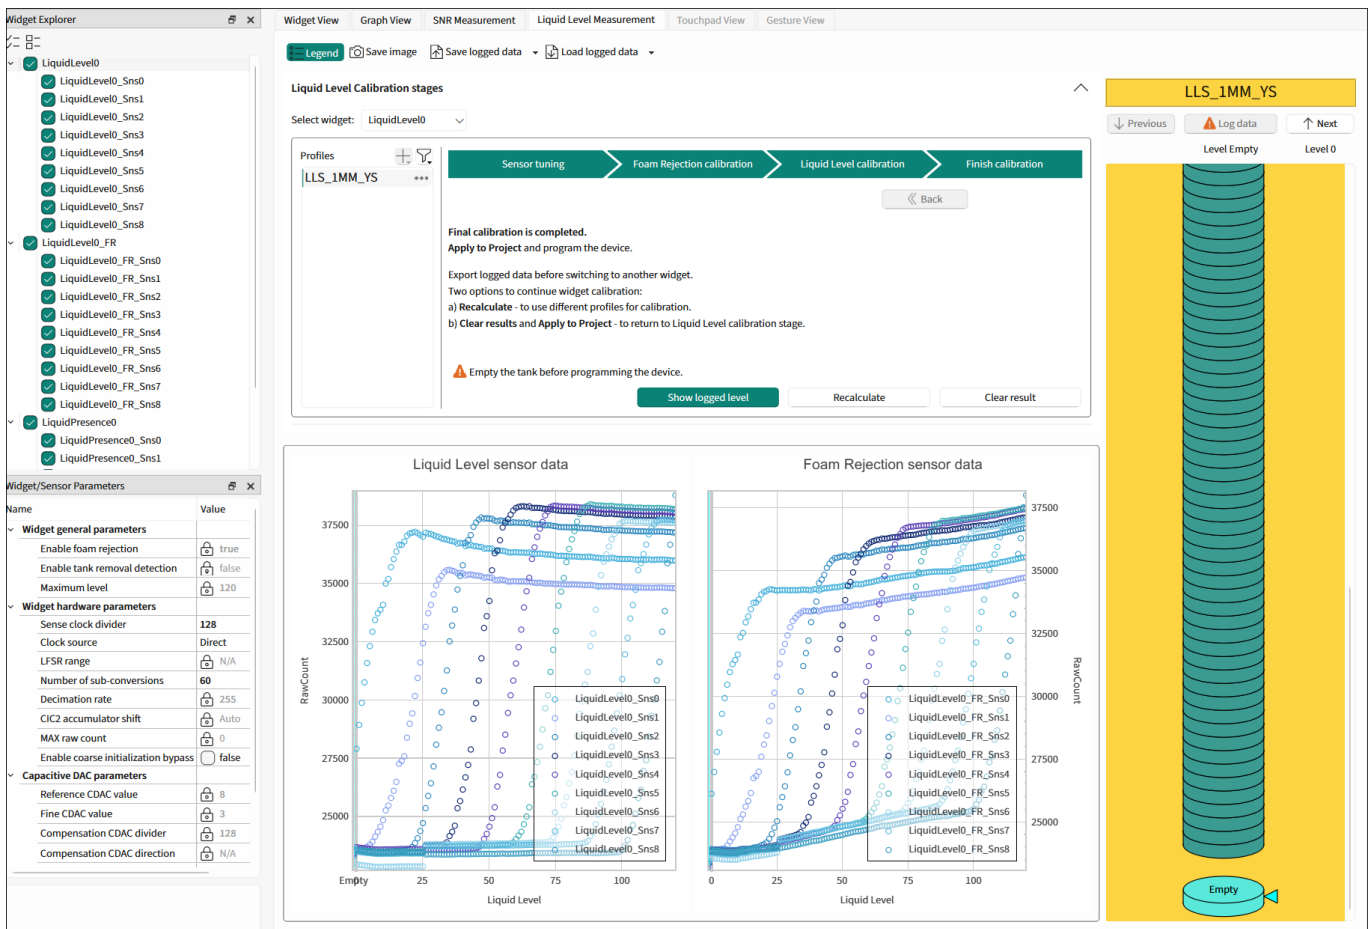 Widget Explorer
LiquidLevel0
LiquidLevel0_Sns0
LiquidLevel0_Sns1
LiquidLevel0_Sns2
LiquidLevel0_Sns3
LiquidLevel0_Sns4
LiquidLevel0_Sns5
LiquidLevel0_Sns6
LiquidLevel0_Sns7
LiquidLevel0_Sns8
LiquidLevel0_FR
LiquidLevel0_FR_Sns0
LiquidLevel0_FR_Sns1
LiquidLevel0_FR_Sns2
LiquidLevel0_FR_Sns3
LiquidLevel0_FR_Sns4
LiquidLevel0_FR_Sns5
LiquidLevel0_FR_Sns6
LiquidLevel0_FR_Sns7
LiquidLevel0_FR_Sns8
LiquidPresence0
LiquidPresence0_Sns0
LiquidPresence0_Sns1
Widget/Sensor Parameters
Name Value
Widget general parameters
Enable foam rejection true
Enable tank removal detection false
Maximum level 120
Widget hardware parameters
Sense clock divider 128
Clock source Direct
LFSR range N/A
Number of sub-conversions 60
Decimation rate 255
CIC2 accumulator shift Auto
MAX raw count 0
Enable coarse initialization bypass false
Capacitive DAC parameters
Reference CDAC value 8
Fine CDAC value 3
Compensation CDAC divider 128
Compensation CDAC direction N/A
Widget View Graph View SNR Measurement Liquid Level Measurement Touchpad View Gesture View
Legend Save image Save logged data Load logged data
Liquid Level Calibration stages
Select widget: LiquidLevel0
Profiles
LLS_1MM_YS
Sensor tuning Foam Rejection calibration Liquid Level calibration Finish calibration
Back
Final calibration is completed.
Apply to Project and program the device.
Export logged data before switching to another widget.
Two options to continue widget calibration:
a) Recalculate - to use different profiles for calibration.
b) Clear results and Apply to Project - to return to Liquid Level calibration stage.
Empty the tank before programming the device.
Show logged level Recalculate Clear result
Liquid Level sensor data
37500
35000
32500
30000
27500
25000
RawCount
LiquidLevel0_Sns0
LiquidLevel0_Sns1
LiquidLevel0_Sns2
LiquidLevel0_Sns3
LiquidLevel0_Sns4
LiquidLevel0_Sns5
LiquidLevel0_Sns6
LiquidLevel0_Sns7
LiquidLevel0_Sns8
Empty 25 50 75 100
Liquid Level
Foam Rejection sensor data
37500
35000
32500
30000
27500
25000
RawCount
LiquidLevel0_FR_Sns0
LiquidLevel0_FR_Sns1
LiquidLevel0_FR_Sns2
LiquidLevel0_FR_Sns3
LiquidLevel0_FR_Sns4
LiquidLevel0_FR_Sns5
LiquidLevel0_FR_Sns6
LiquidLevel0_FR_Sns7
LiquidLevel0_FR_Sns8
0 25 50 75 100
Liquid Level
LLS_1MM_YS
Previous Log data Next
Level Empty Level 0
Empty